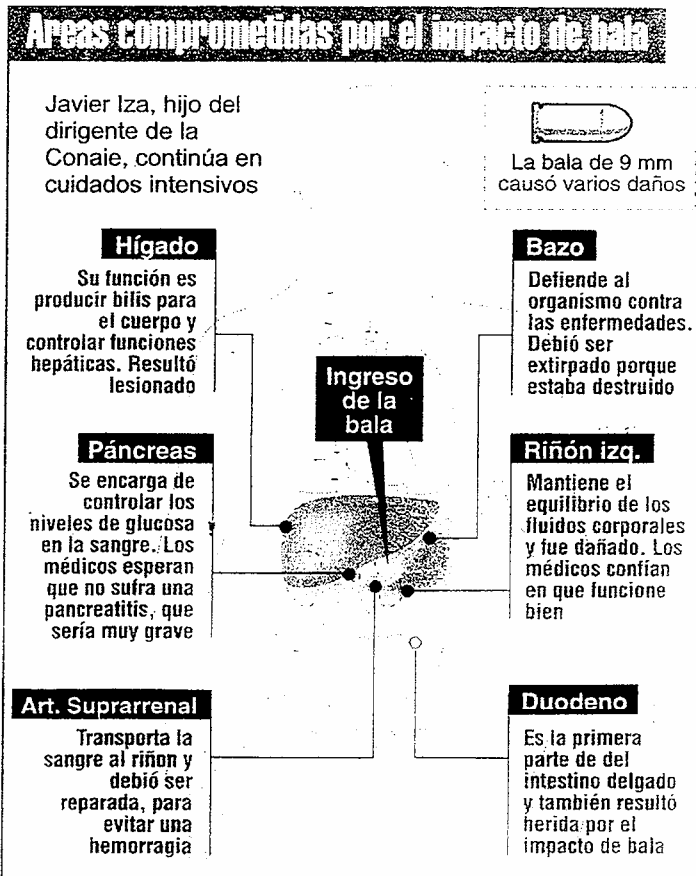 Areas comprometidas por el impacto de bala
Javier Iza, hijo del
dirigente de la
Conaie, continúa en
cuidados intensivos
La bala de 9 mm
causó varios daños
Hígado
Su función es
producir bilis para
el cuerpo y
controlar funciones
hepáticas. Resultó
lesionado
Bazo
Defiende al
organismo contra
las enfermedades.
Debió ser
extirpado porque
estaba destruido
Ingreso
de la
bala
Páncreas
Se encarga de
controlar los
niveles de glucosa
en la sangre. Los
médicos esperan
que no sufra una
pancreatitis, que
sería muy grave
Riñón izq.
Mantiene el
equilibrio de los
fluidos corporales
y fue dañado. Los
médicos confían
en que funcione
bien
Art. Suprarrenal
Transporta la
sangre al riñon y
debió ser
reparada, para
evitar una
hemorragia
Duodeno
Es la primera
parte de del
intestino delgado
y también resultó
herida por el
impacto de bala